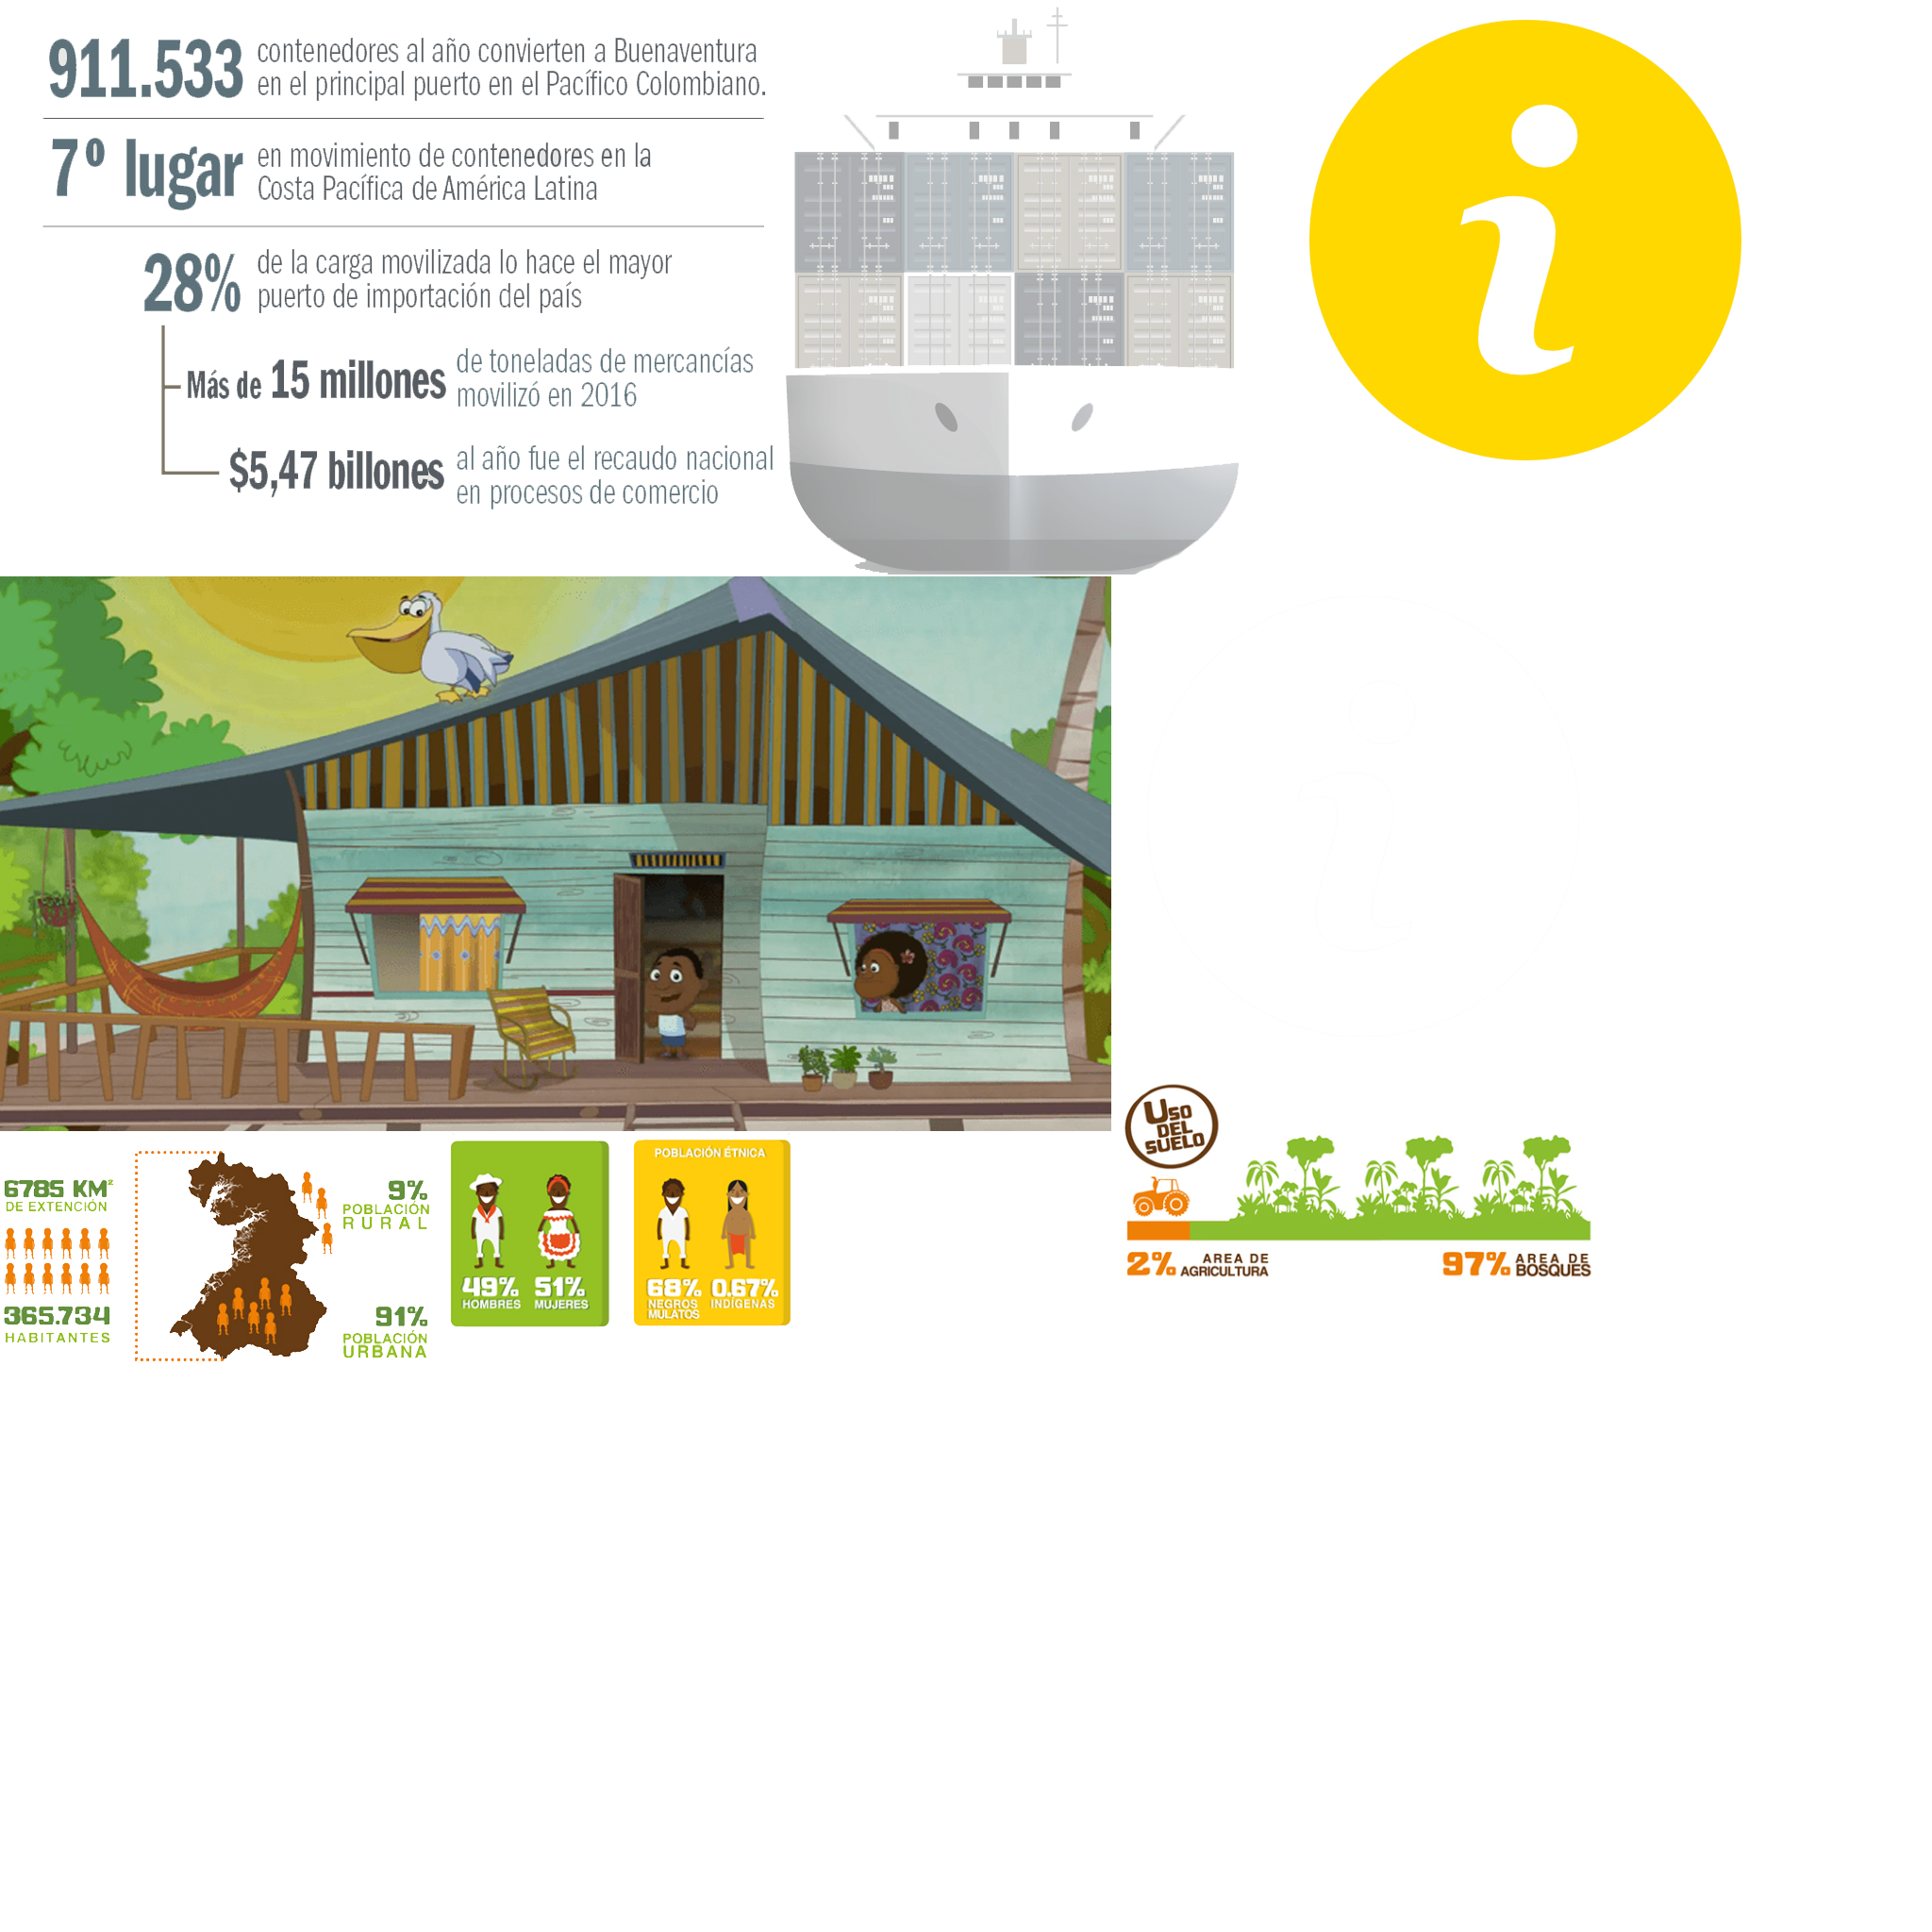 911.533 contenedores al año convierten a Buenaventura
en el principal puerto en el Pacífico Colombiano.
7º lugar en movimiento de contenedores en la
Costa Pacífica de América Latina
28% de la carga movilizada lo hace el mayor
puerto de importación del país
Más de 15 millones de toneladas de mercancías
movilizó en 2016
$5,47 billones al año fue el recaudo nacional
en procesos de comercio
i
USO
DEL
SUELO
2% AREA DE
AGRICULTURA
97% AREA DE
BOSQUES
6785 KM²
DE EXTENCIÓN
365.734
HABITANTES
9%
POBLACIÓN
RURAL
91%
POBLACIÓN
URBANA
49%
HOMBRES
51%
MUJERES
POBLACIÓN ÉTNICA
68%
NEGROS
MULATOS
0.67%
INDÍGENAS